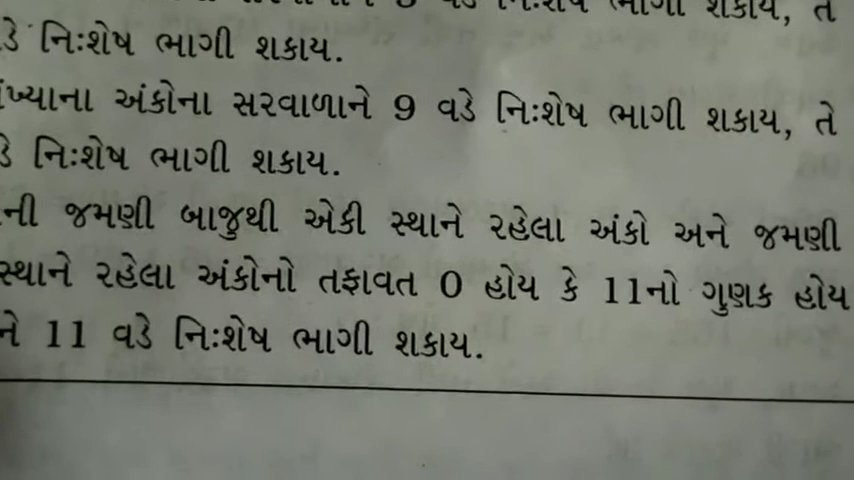 વડે નિઃશેષ ભાગી શકાય, તે
નિઃશેષ ભાગી શકાય.
અંકોના સરવાળાને 9 વડે નિઃશેષ ભાગી શકાય, તે
નિઃશેષ ભાગી શકાય.
ની જમણી બાજુથી એકી સ્થાને રહેલા અંકો અને જમણી
સ્થાને રહેલા અંકોનો તફાવત 0 હોય કે 11નો ગુણક હોય
ને 11 વડે નિઃશેષ ભાગી શકાય.